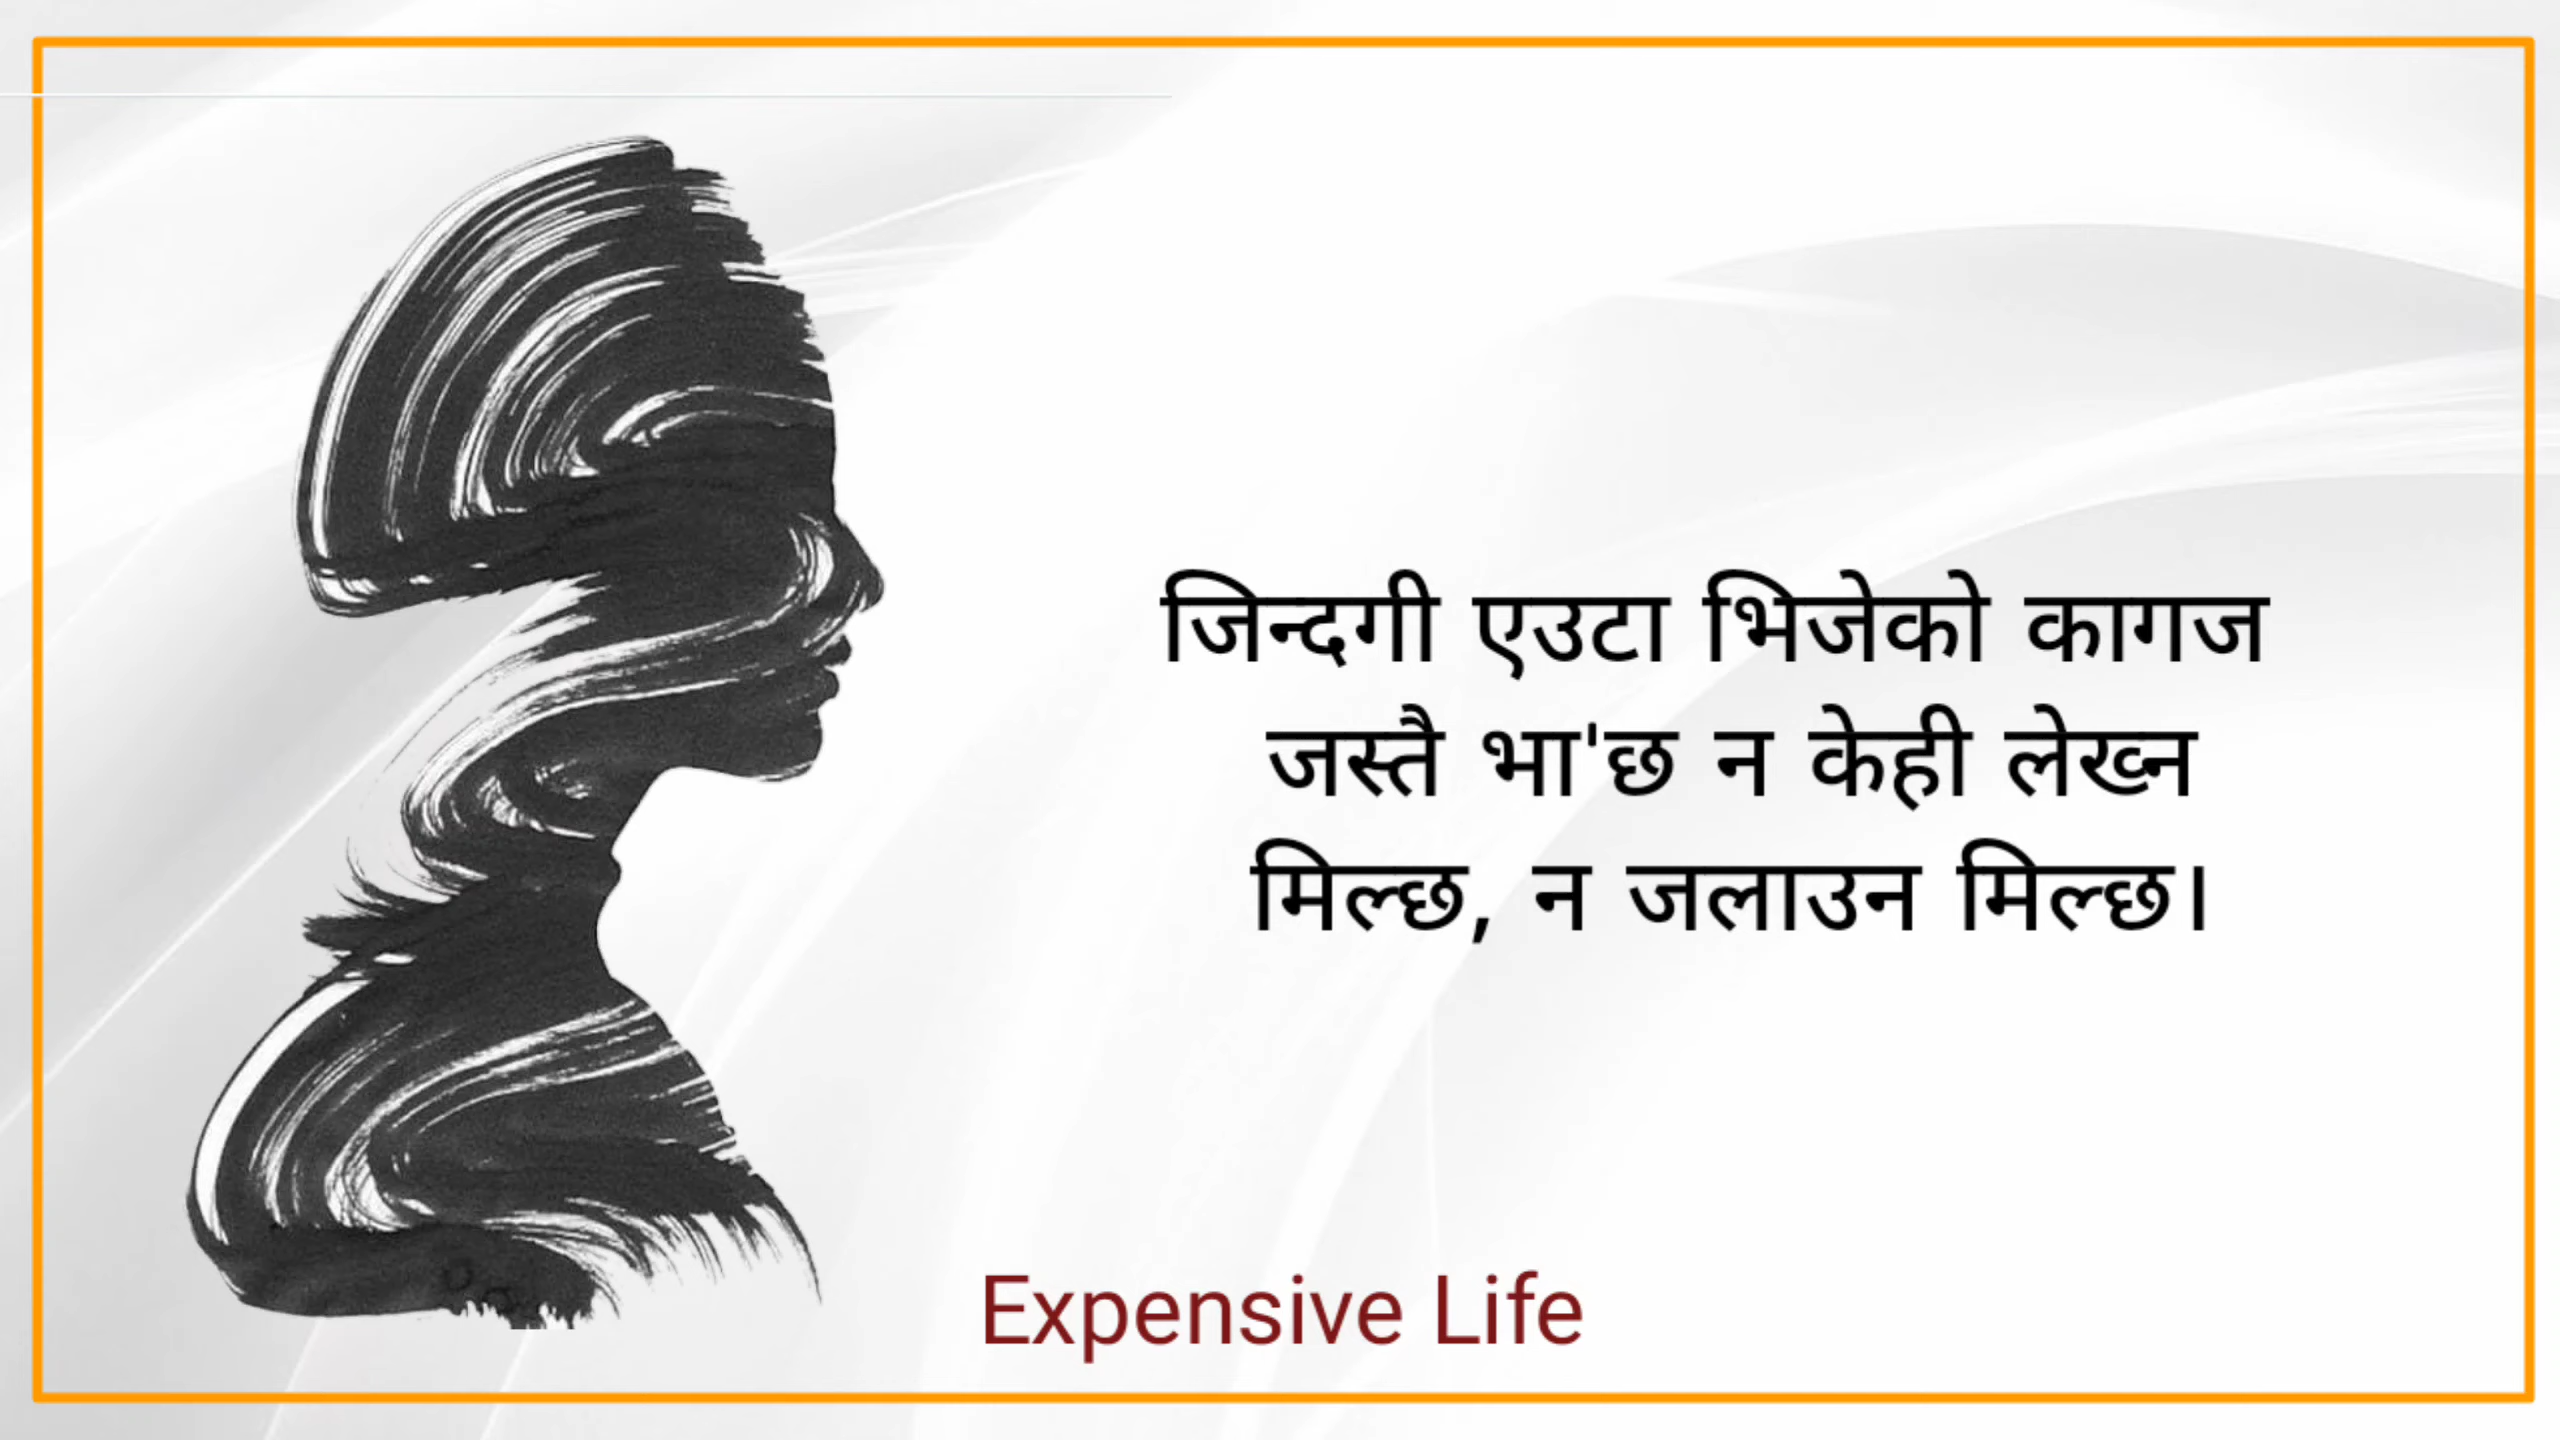 जिन्दगी एउटा भिजेको कागज
जस्तै भा'छ न केही लेख्न
मिल्छ, न जलाउन मिल्छ।
Expensive Life